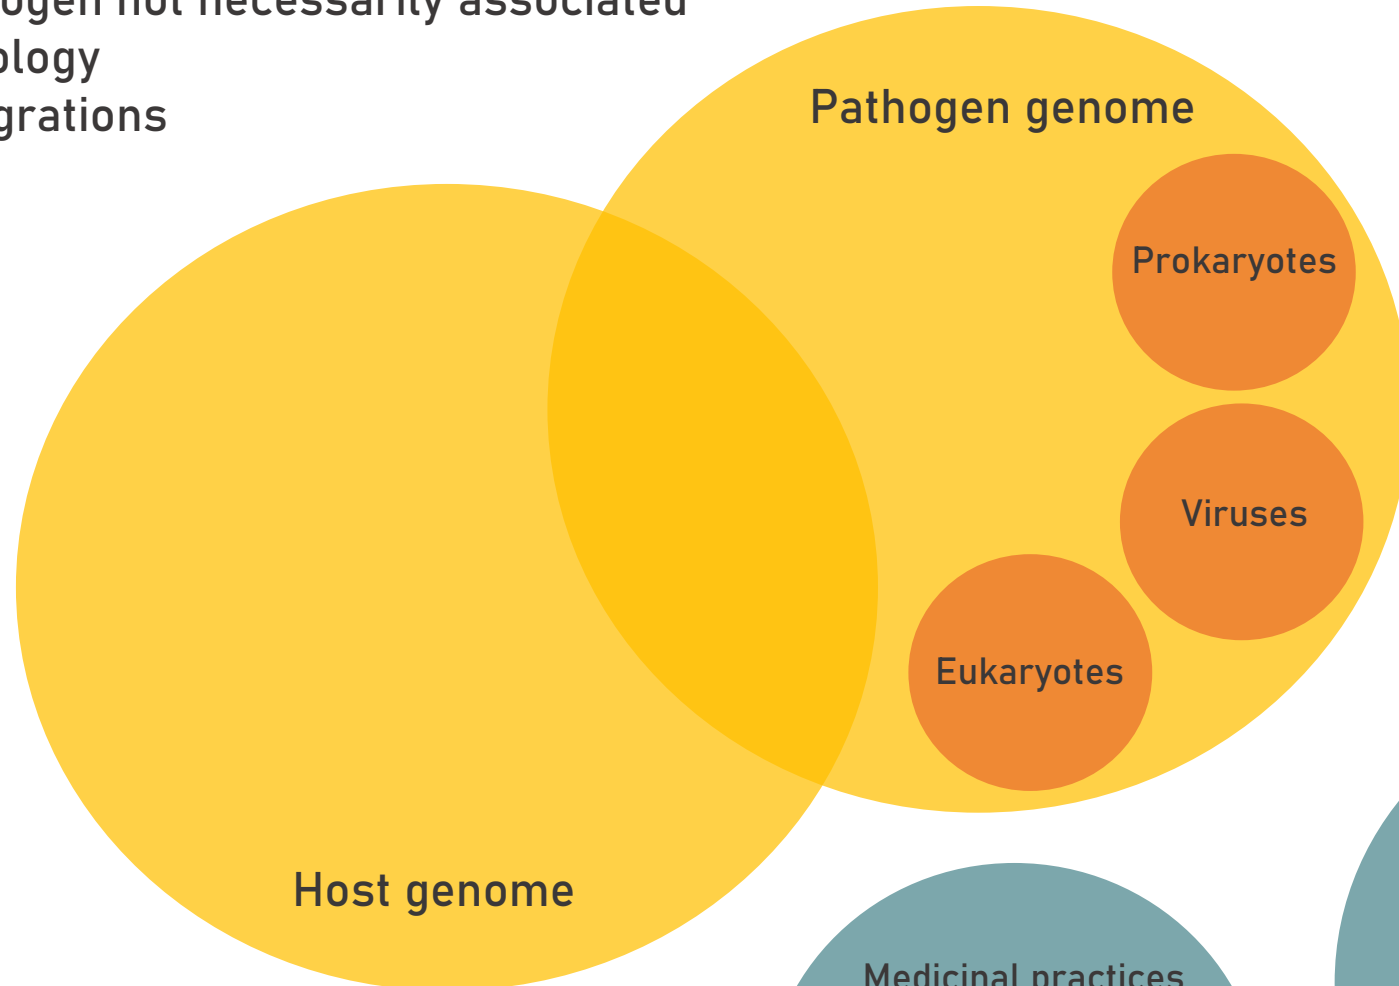 ogen not necessarily associated
ology
grations
Pathogen genome
Prokaryotes
Viruses
Eukaryotes
Host genome
Medicinal practices